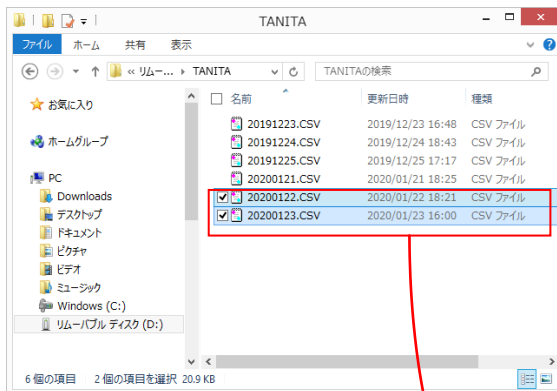 TANITA
ファイル ホーム 共有 表示
« リム... ▸ TANITA TANITAの検索
お気に入り
ホームグループ
PC
Downloads
デスクトップ
ドキュメント
ピクチャ
ビデオ
ミュージック
Windows (C:)
リムーバブル ディスク (D:)
名前 更新日時 種類
20191223.CSV 2019/12/23 16:48 CSV ファイル
20191224.CSV 2019/12/24 18:43 CSV ファイル
20191225.CSV 2019/12/25 17:17 CSV ファイル
20200121.CSV 2020/01/21 18:25 CSV ファイル
20200122.CSV 2020/01/22 18:21 CSV ファイル
20200123.CSV 2020/01/23 16:00 CSV ファイル
6 個の項目 2 個の項目を選択 20.9 KB